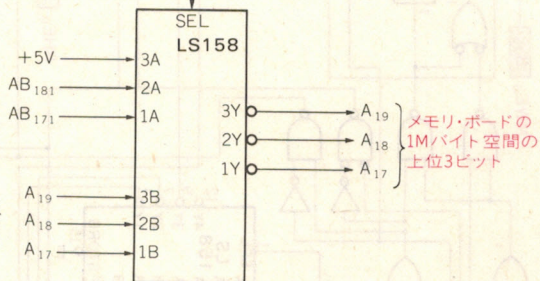 SEL
LS158
+5V 3A
AB181 2A
AB171 1A
3Y A19
2Y A18
1Y A17
メモリ・ボードの
1Mバイト空間の
上位3ビット
A19 3B
A18 2B
A17 1B